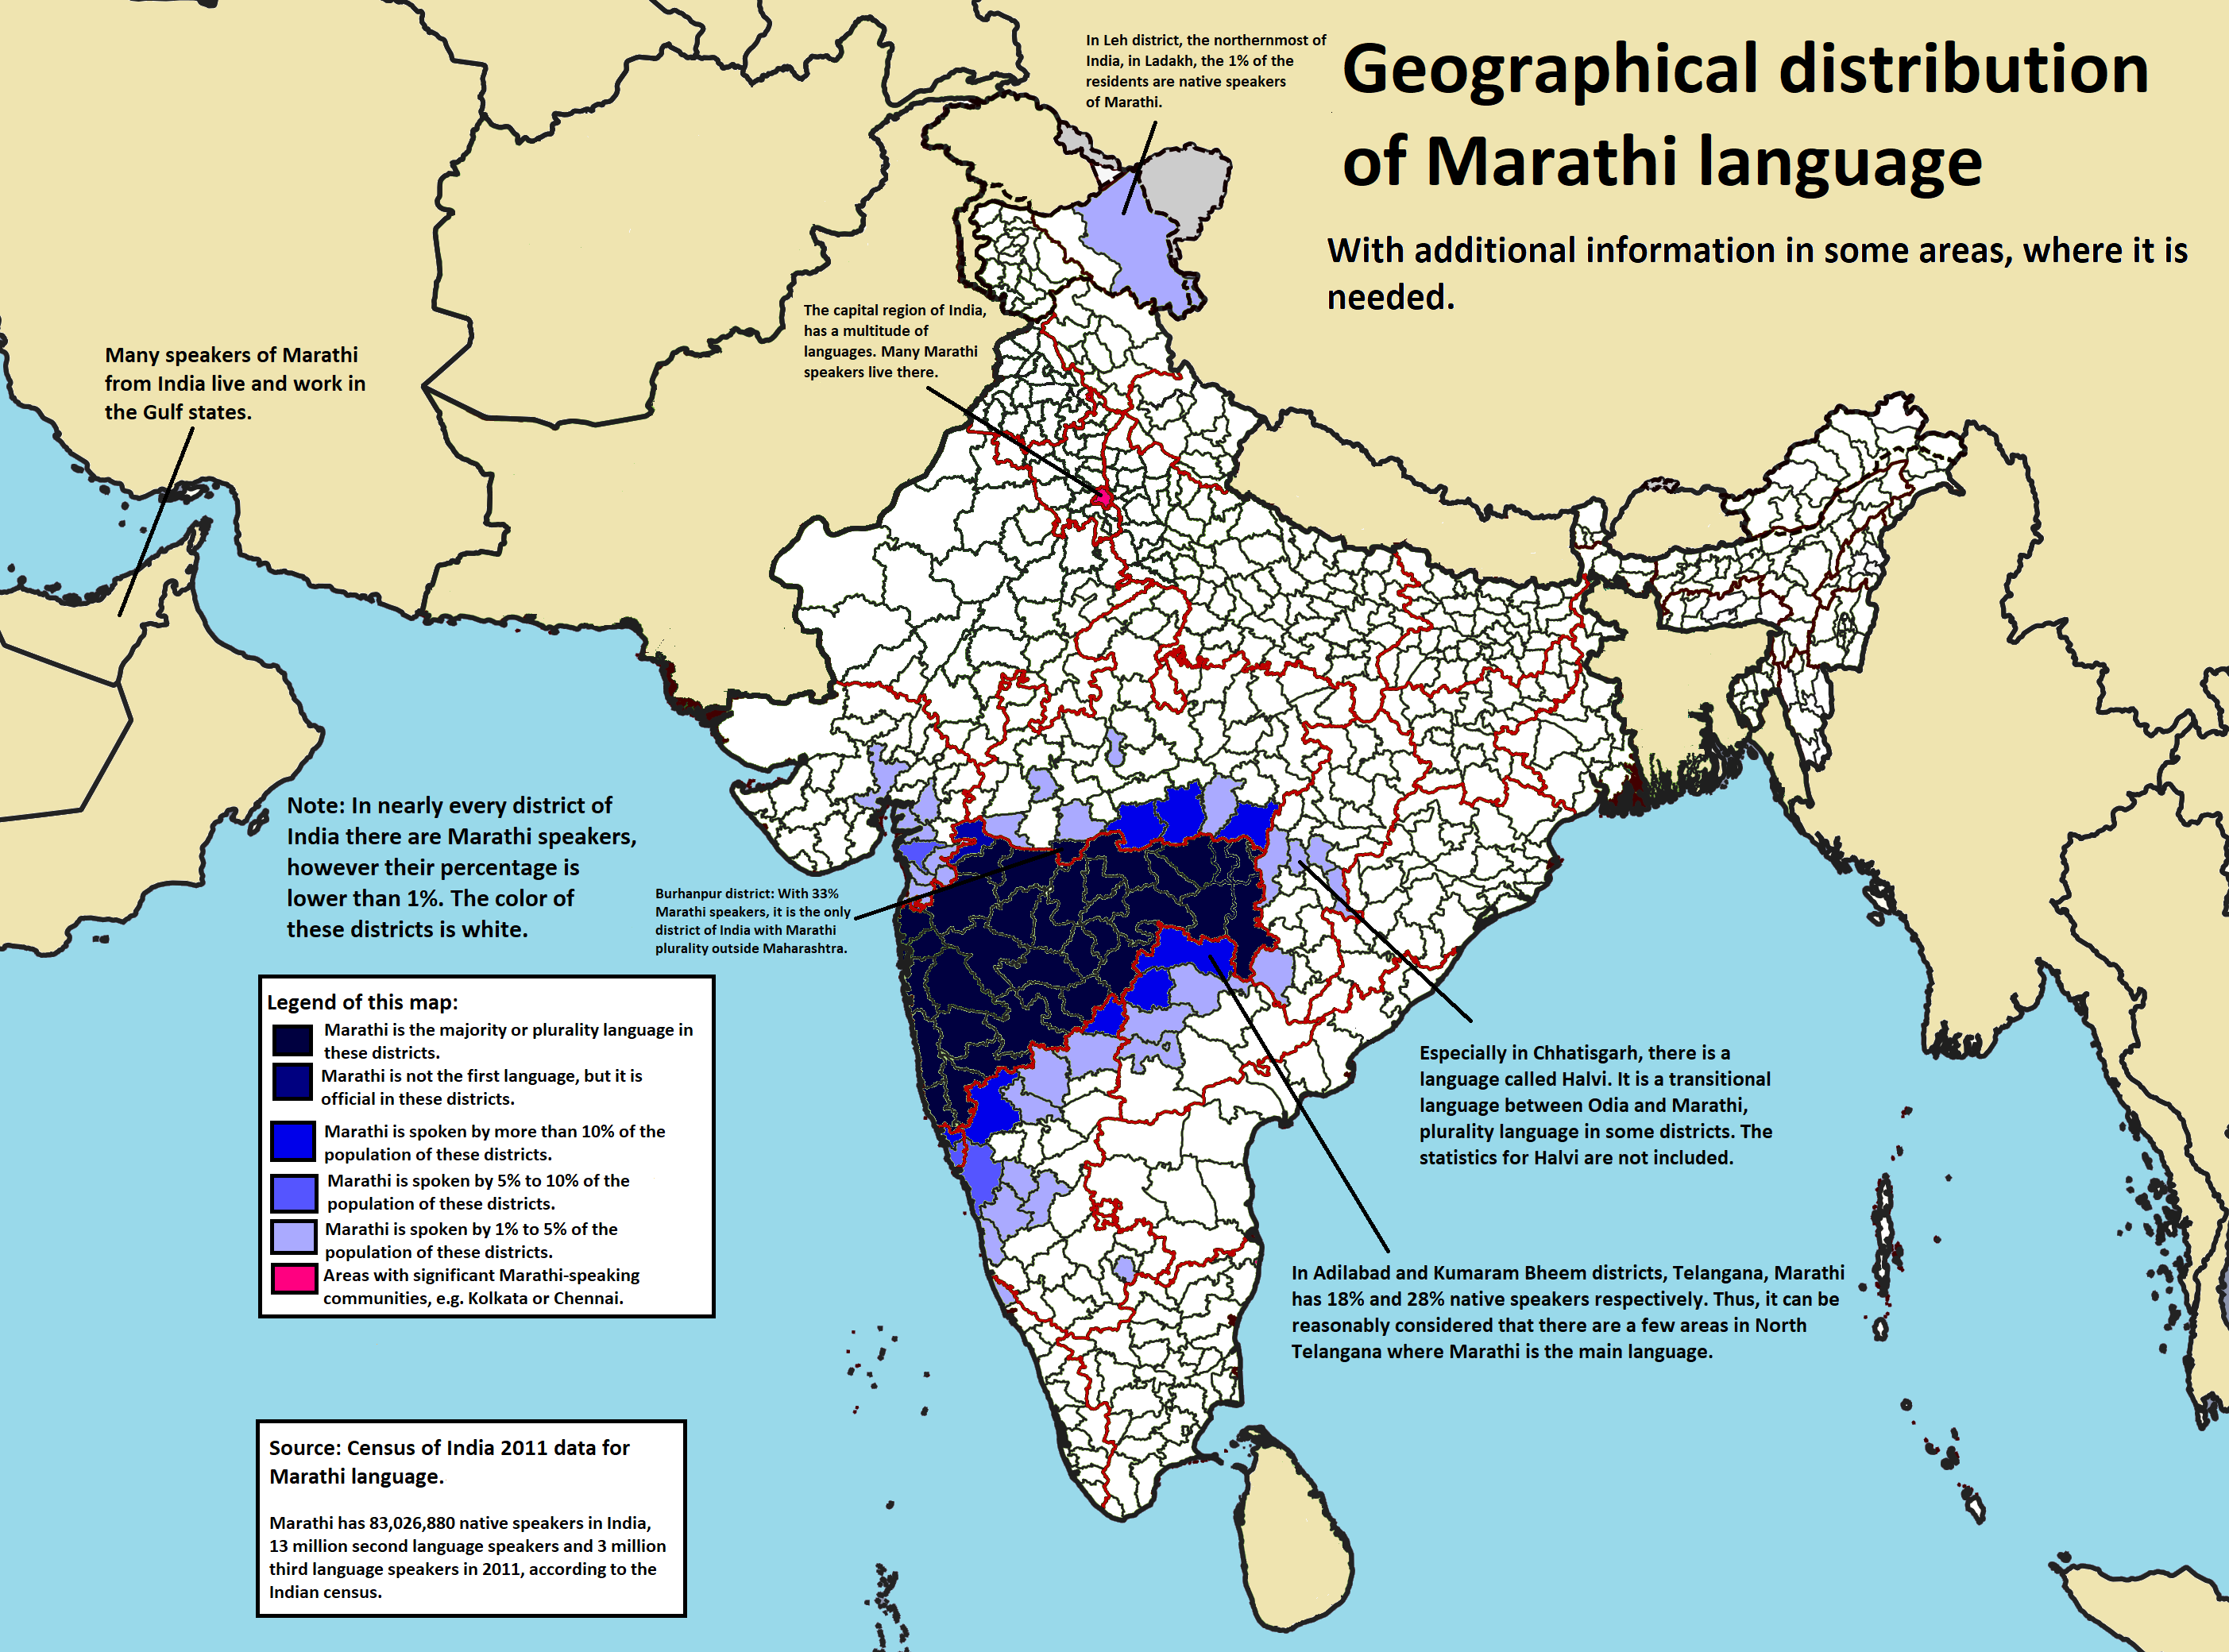 Geographical distribution
of Marathi language
With additional information in some areas, where it is
needed.
In Leh district, the northernmost of
India, in Ladakh, the 1% of the
residents are native speakers
of Marathi.
The capital region of India,
has a multitude of
languages. Many Marathi
speakers live there.
Many speakers of Marathi
from India live and work in
the Gulf states.
Note: In nearly every district of
India there are Marathi speakers,
however their percentage is
lower than 1%. The color of
these districts is white.
Burhanpur district: With 33%
Marathi speakers, it is the only
district of India with Marathi
plurality outside Maharashtra.
Legend of this map:
Marathi is the majority or plurality language in
these districts.
Marathi is not the first language, but it is
official in these districts.
Marathi is spoken by more than 10% of the
population of these districts.
Marathi is spoken by 5% to 10% of the
population of these districts.
Marathi is spoken by 1% to 5% of the
population of these districts.
Areas with significant Marathi-speaking
communities, e.g. Kolkata or Chennai.
Especially in Chhatisgarh, there is a
language called Halvi. It is a transitional
language between Odia and Marathi,
plurality language in some districts. The
statistics for Halvi are not included.
In Adilabad and Kumaram Bheem districts, Telangana, Marathi
has 18% and 28% native speakers respectively. Thus, it can be
reasonably considered that there are a few areas in North
Telangana where Marathi is the main language.
Source: Census of India 2011 data for
Marathi language.
Marathi has 83,026,880 native speakers in India,
13 million second language speakers and 3 million
third language speakers in 2011, according to the
Indian census.